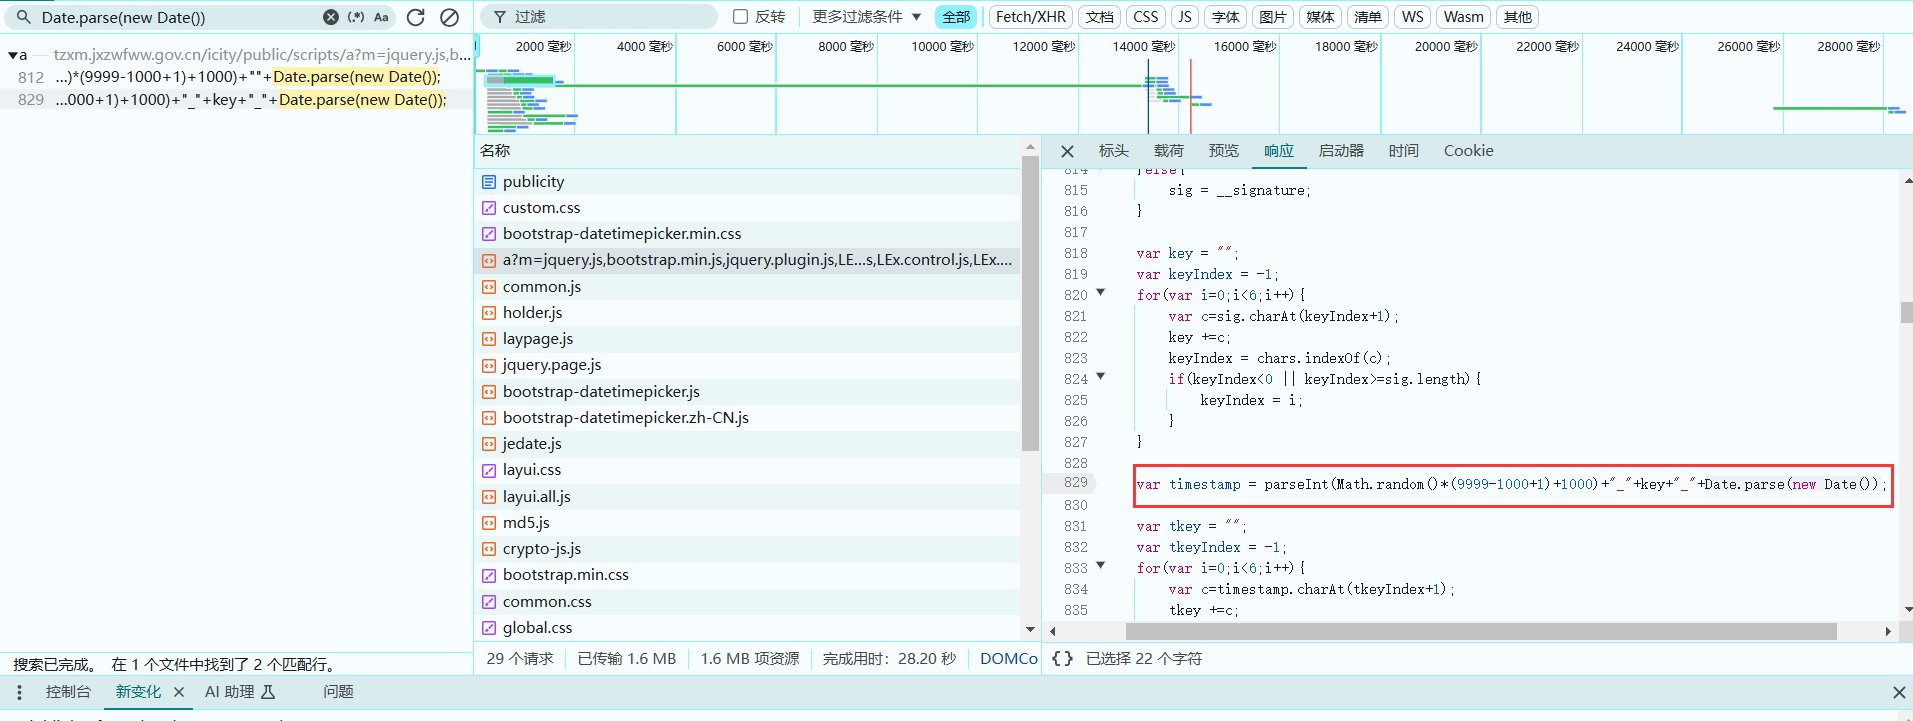 Date.parse(new Date())
(.*)
Aa
过滤
反转
更多过滤条件
全部
Fetch/XHR
文档
CSS
JS
字体
图片
媒体
清单
WS
Wasm
其他
a — tzxm.jxzwfww.gov.cn/icity/public/scripts/a?m=jquery.js,b...
812 ...)*(9999-1000+1)+1000)+""+Date.parse(new Date());
829 ...000+1)+1000)+"_"+key+"_"+Date.parse(new Date());
2000 毫秒
4000 毫秒
6000 毫秒
8000 毫秒
10000 毫秒
12000 毫秒
14000 毫秒
16000 毫秒
18000 毫秒
20000 毫秒
22000 毫秒
24000 毫秒
26000 毫秒
28000 毫秒
名称
publicity
custom.css
bootstrap-datetimepicker.min.css
a?m=jquery.js,bootstrap.min.js,jquery.plugin.js,LE...s,LEx.control.js,LEx....
common.js
holder.js
laypage.js
jquery.page.js
bootstrap-datetimepicker.js
bootstrap-datetimepicker.zh-CN.js
jedate.js
layui.css
layui.all.js
md5.js
crypto-js.js
bootstrap.min.css
common.css
global.css
标头
载荷
预览
响应
启动器
时间
Cookie
814 }else{
815 sig = __signature;
816 }
817
818 var key = "";
819 var keyIndex = -1;
820 for(var i=0;i<6;i++){
821 var c=sig.charAt(keyIndex+1);
822 key +=c;
823 keyIndex = chars.indexOf(c);
824 if(keyIndex<0 || keyIndex>=sig.length){
825 keyIndex = i;
826 }
827 }
828
829 var timestamp = parseInt(Math.random()*(9999-1000+1)+1000)+"_"+key+"_"+Date.parse(new Date());
830
831 var tkey = "";
832 var tkeyIndex = -1;
833 for(var i=0;i<6;i++){
834 var c=timestamp.charAt(tkeyIndex+1);
835 tkey +=c;
搜索已完成。 在 1 个文件中找到了 2 个匹配行。
29 个请求
已传输 1.6 MB
1.6 MB 项资源
完成用时：28.20 秒
DOMCo
{} 已选择 22 个字符
控制台
新变化
AI 助理
问题